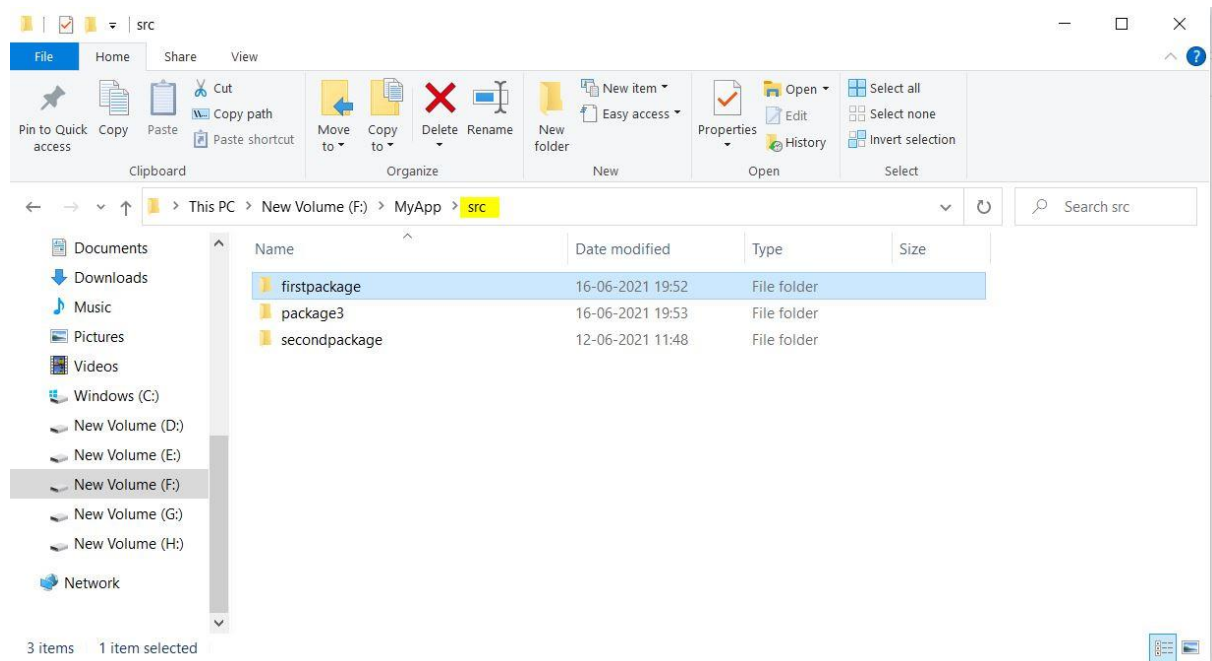 src
File Home Share View
Pin to Quick access Copy Paste Cut Copy path Paste shortcut
Move to Copy to Delete Rename
New folder New item Easy access
Properties Open Edit History
Select all Select none Invert selection
Clipboard Organize New Open Select
This PC > New Volume (F:) > MyApp > src
Search src
Name Date modified Type Size
firstpackage 16-06-2021 19:52 File folder
package3 16-06-2021 19:53 File folder
secondpackage 12-06-2021 11:48 File folder
Documents
Downloads
Music
Pictures
Videos
Windows (C:)
New Volume (D:)
New Volume (E:)
New Volume (F:)
New Volume (G:)
New Volume (H:)
Network
3 items 1 item selected